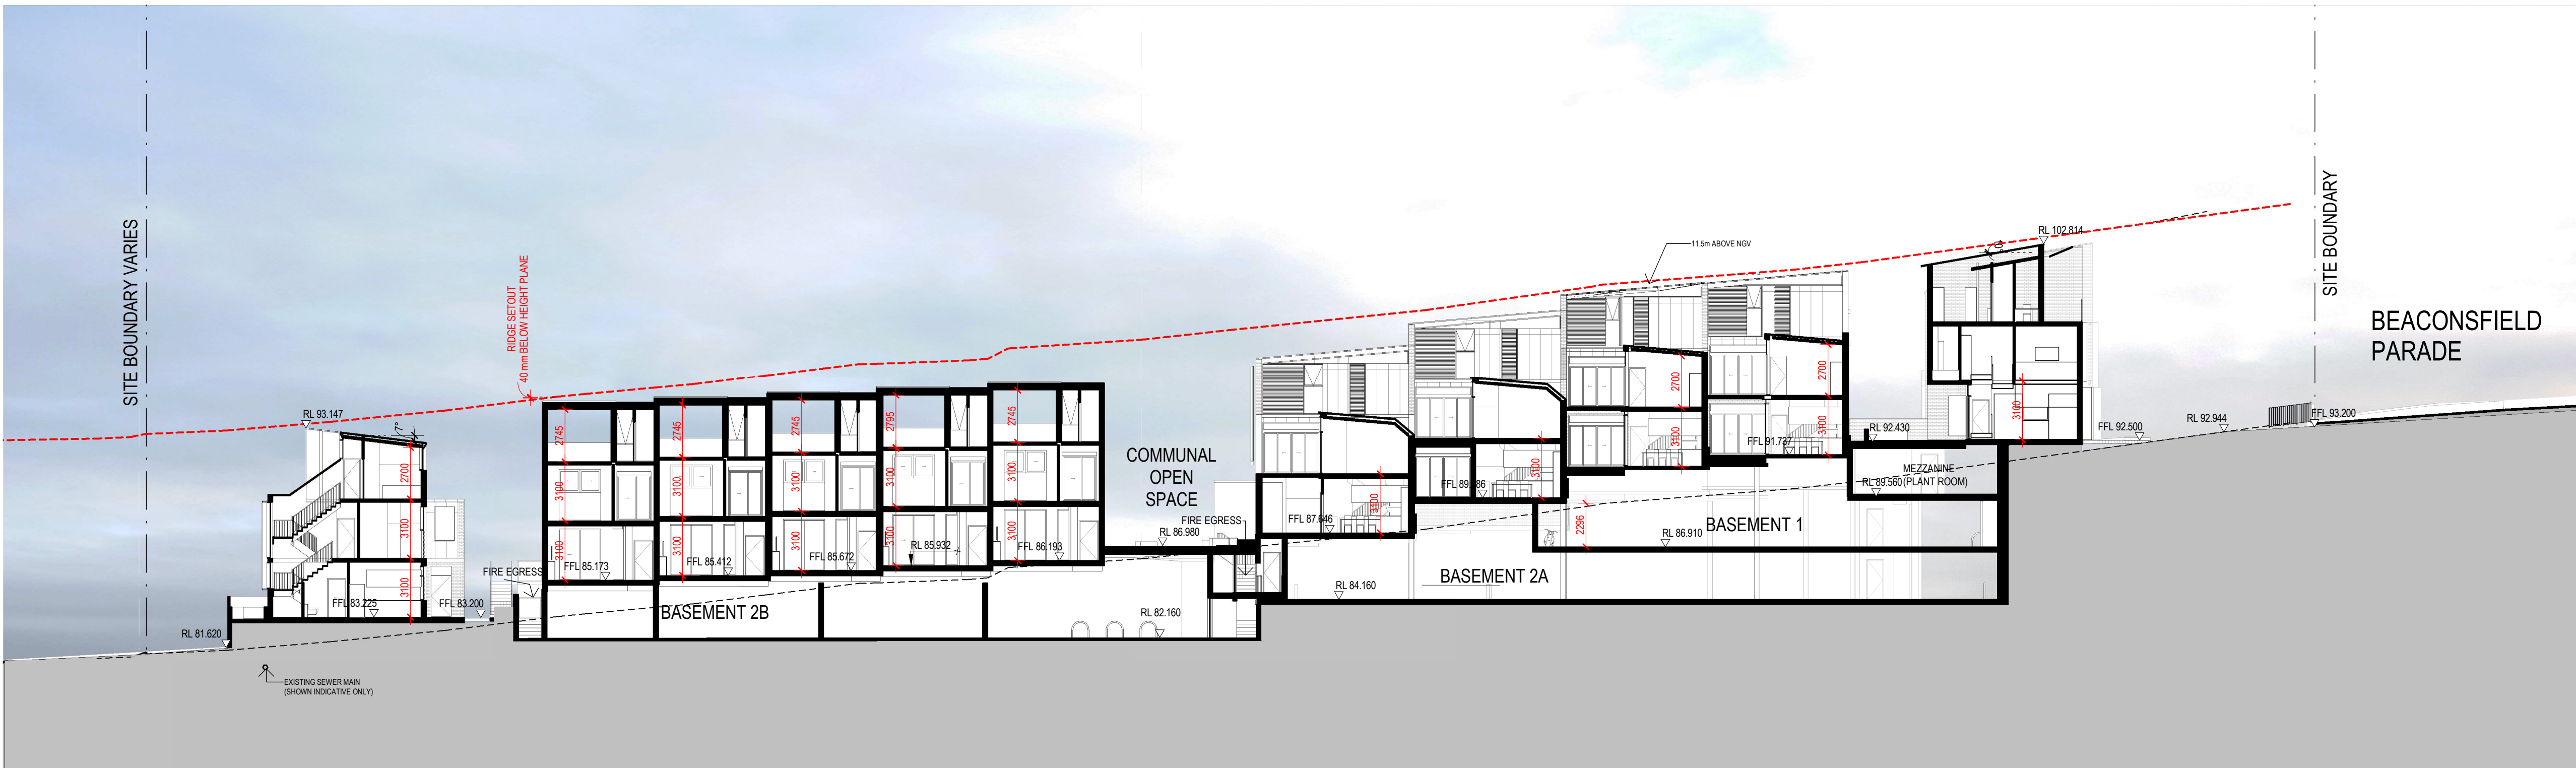 SITE BOUNDARY VARIES
RL 93.147
7°
2700
3100
3100
FFL 83.225
FFL 83.200
RL 81.620
EXISTING SEWER MAIN
(SHOWN INDICATIVE ONLY)
RIDGE SETOUT
40 mm BELOW HEIGHT PLANE
FIRE EGRESS
2745
3100
3100
FFL 85.173
2745
3100
3100
FFL 85.412
2745
3100
3100
FFL 85.672
2795
3100
3100
RL 85.932
2745
3100
3100
FFL 86.193
BASEMENT 2B
RL 82.160
COMMUNAL
OPEN
SPACE
FIRE EGRESS
RL 86.980
FFL 87.646
3100
3100
2700
3100
2700
3100
FFL 91.737
11.5m ABOVE NGV
2296
BASEMENT 1
RL 86.910
BASEMENT 2A
RL 84.160
RL 92.430
MEZZANINE
RL 89.560 (PLANT ROOM)
RL 102.814
10°
3100
FFL 92.500
RL 92.944
FFL 93.200
SITE BOUNDARY
BEACONSFIELD
PARADE